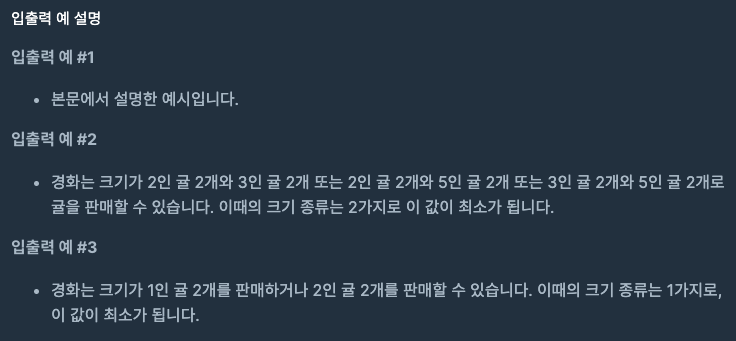 입출력 예 설명
입출력 예 #1
• 본문에서 설명한 예시입니다.
입출력 예 #2
• 경화는 크기가 2인 귤 2개와 3인 귤 2개 또는 2인 귤 2개와 5인 귤 2개 또는 3인 귤 2개와 5인 귤 2개로
귤을 판매할 수 있습니다. 이때의 크기 종류는 2가지로 이 값이 최소가 됩니다.
입출력 예 #3
• 경화는 크기가 1인 귤 2개를 판매하거나 2인 귤 2개를 판매할 수 있습니다. 이때의 크기 종류는 1가지로,
이 값이 최소가 됩니다.